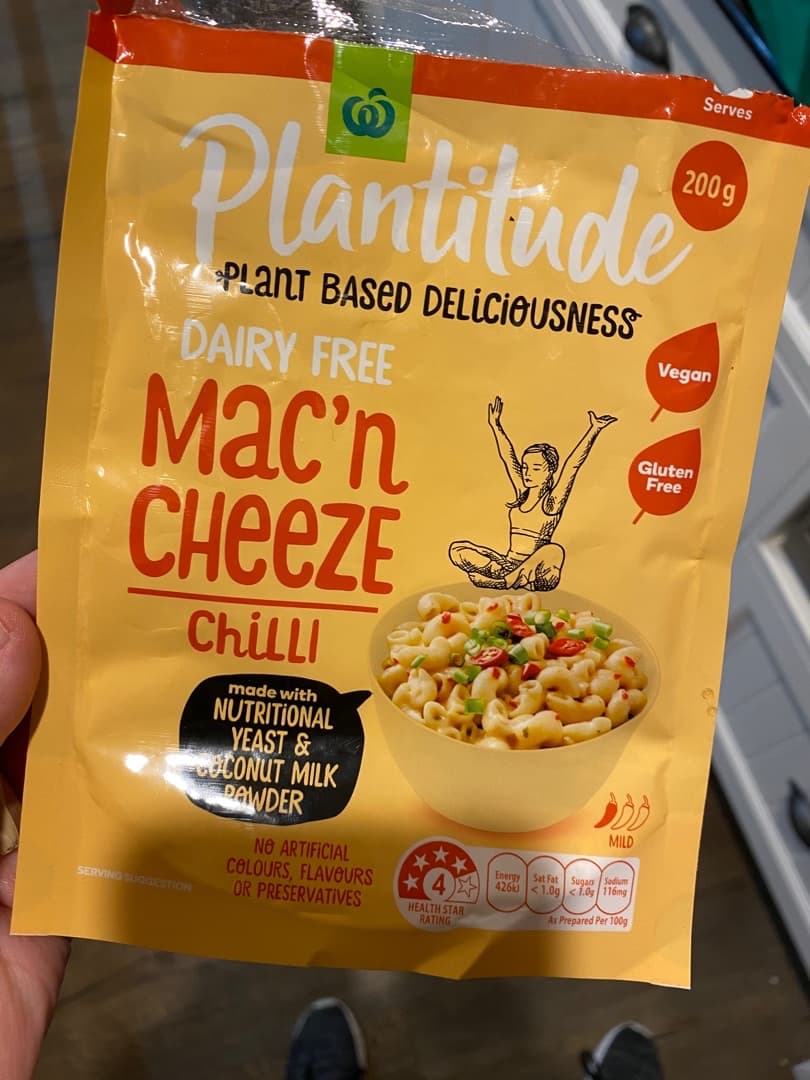 Serves
Plantitude
200g
PLANT BASED DELICIOUSNESS
DAIRY FREE
Mac'n
CHeeZE
CHiLLI
Vegan
Gluten
Free
made with
NUTRITIONAL
YEAST &
COCONUT MILK
POWDER
MILD
NO ARTIFICIAL
COLOURS, FLAVOURS
OR PRESERVATIVES
SERVING SUGGESTION
4
HEALTH STAR
RATING
Energy
426kJ
Sat Fat
< 1.0g
Sugars
< 1.0g
Sodium
116mg
As Prepared Per 100g